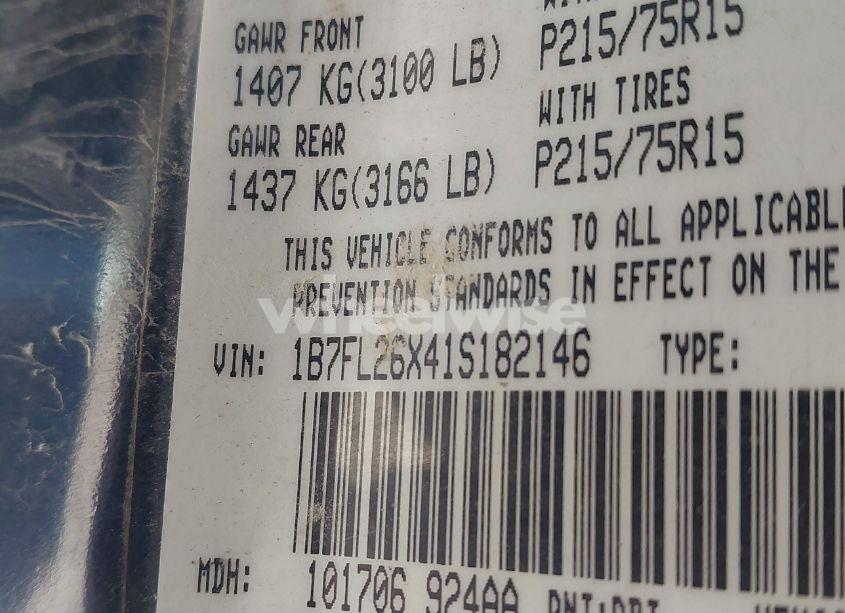 GAWR FRONT
1407 KG(3100 LB)
P215/75R15
GAWR REAR
WITH TIRES
1437 KG(3166 LB)
P215/75R15
THIS VEHICLE CONFORMS TO ALL APPLICABLE
PREVENTION STANDARDS IN EFFECT ON THE
wheelwise
VIN: 1B7FL26X41S182146 TYPE:
MDH: 101706 924AA